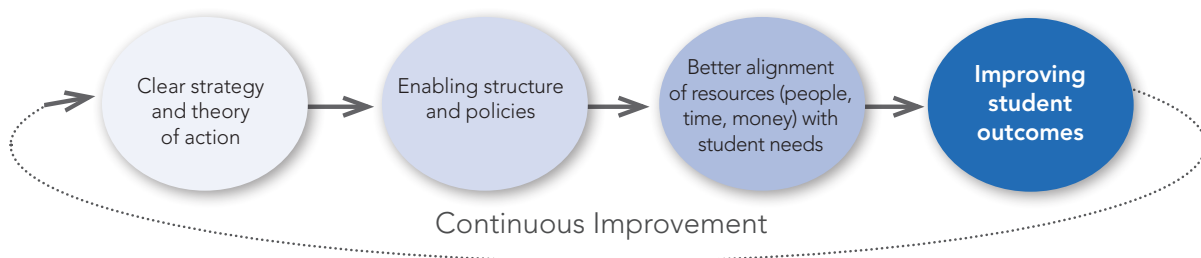 Clear strategy
and theory
of action
Enabling structure
and policies
Better alignment
of resources (people,
time, money) with
student needs
Improving
student
outcomes
Continuous Improvement